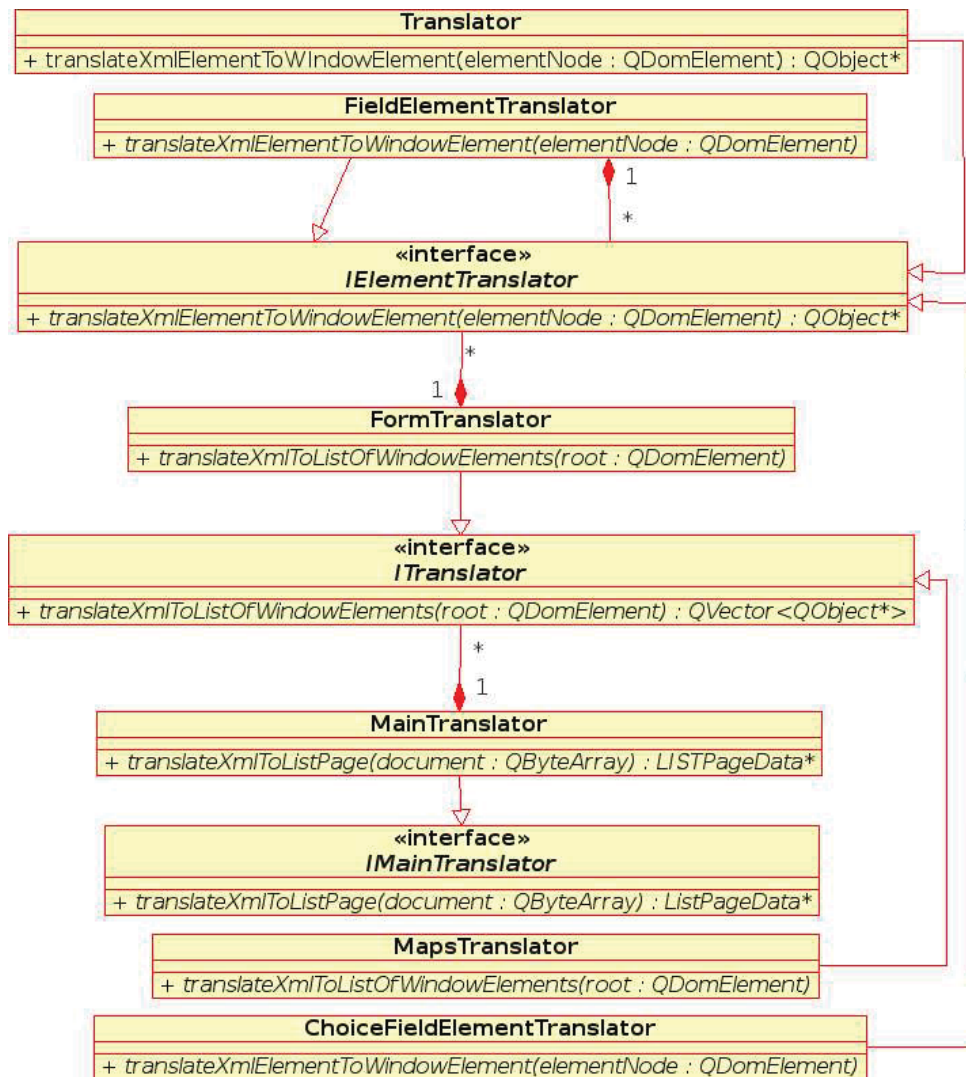 Translator
+ translateXmlElementToWIndowElement(elementNode : QDomElement) : QObject*
FieldElementTranslator
+ translateXmlElementToWindowElement(elementNode : QDomElement)
1
*
«interface»
IElementTranslator
+ translateXmlElementToWindowElement(elementNode : QDomElement) : QObject*
*
1
FormTranslator
+ translateXmlToListOfWindowElements(root : QDomElement)
«interface»
ITranslator
+ translateXmlToListOfWindowElements(root : QDomElement) : QVector<QObject*>
*
1
MainTranslator
+ translateXmlToListPage(document : QByteArray) : LISTPageData*
«interface»
IMainTranslator
+ translateXmlToListPage(document : QByteArray) : ListPageData*
MapsTranslator
+ translateXmlToListOfWindowElements(root : QDomElement)
ChoiceFieldElementTranslator
+ translateXmlElementToWindowElement(elementNode : QDomElement)